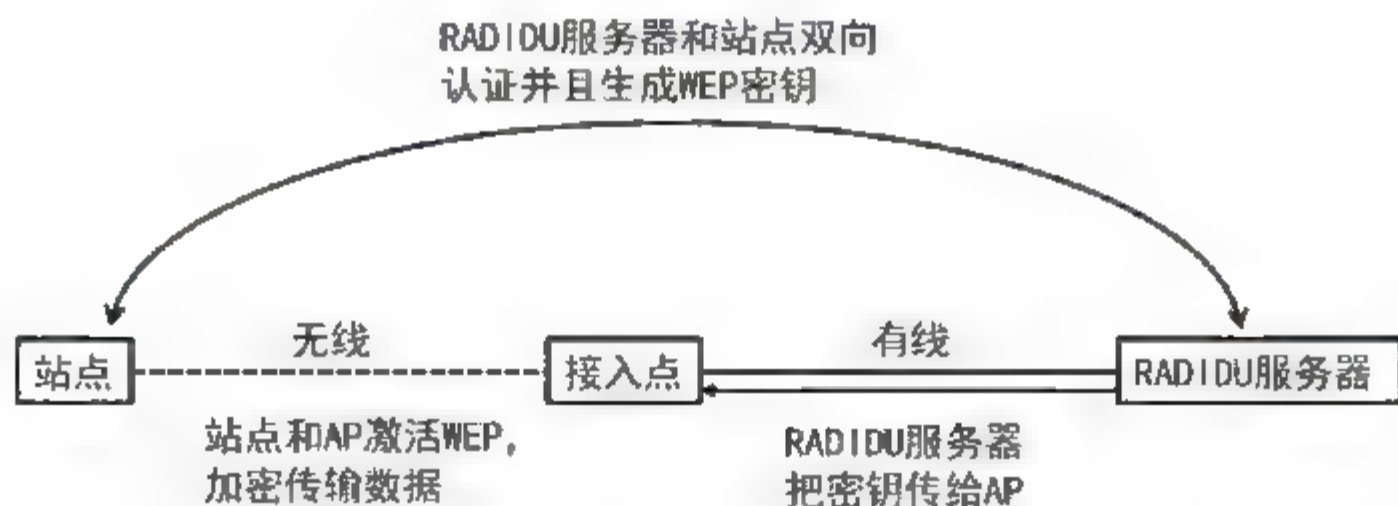 RADIDU服务器和站点双向
认证并且生成WEP密钥
无线
有线
站点
接入点
RADIDU服务器
站点和AP激活WEP,
加密传输数据
RADIDU服务器
把密钥传给AP